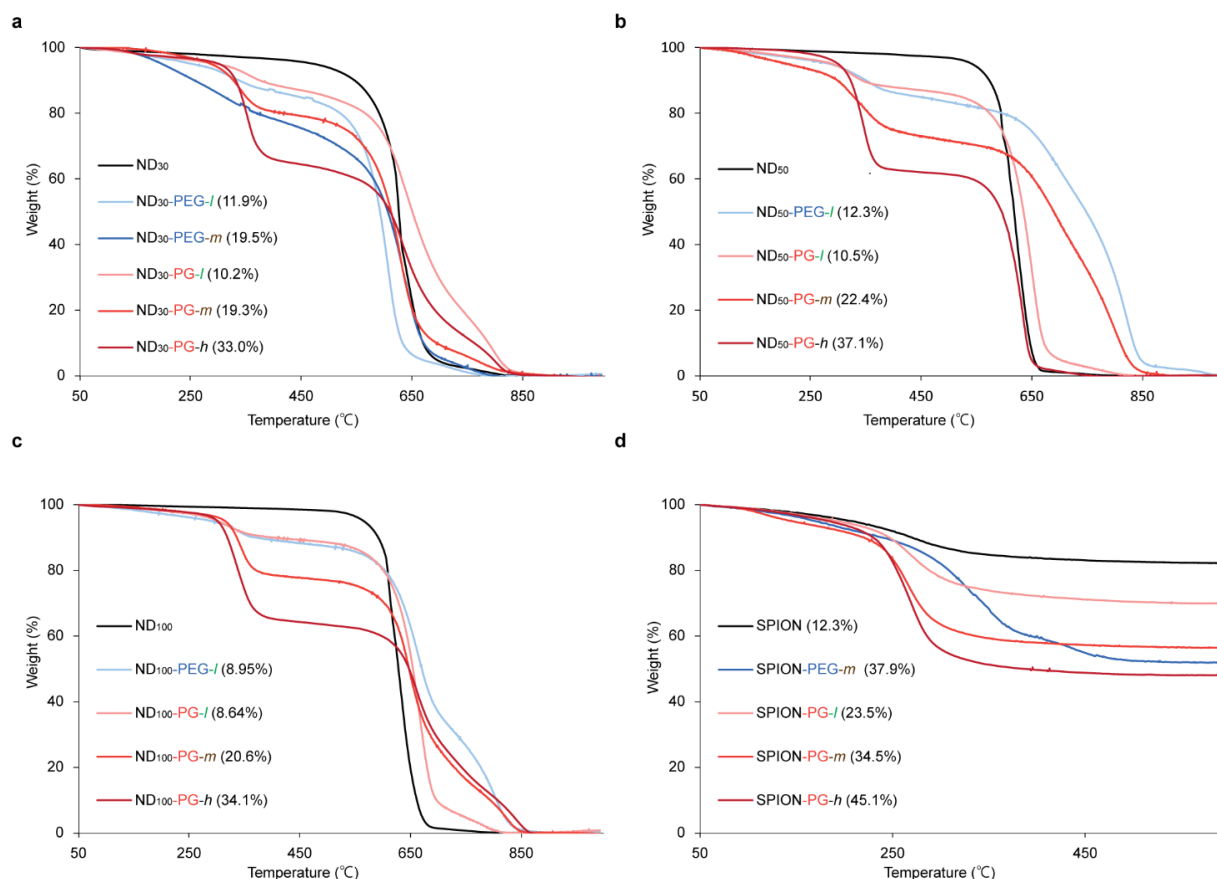 a
100
80
60
40
20
0
Weight (%)
ND30
ND30-PEG-l (11.9%)
ND30-PEG-m (19.5%)
ND30-PG-l (10.2%)
ND30-PG-m (19.3%)
ND30-PG-h (33.0%)
50
250
450
650
850
Temperature (℃)
b
100
80
60
40
20
0
Weight (%)
ND50
ND50-PEG-l (12.3%)
ND50-PG-l (10.5%)
ND50-PG-m (22.4%)
ND50-PG-h (37.1%)
50
250
450
650
850
Temperature (℃)
c
100
80
60
40
20
0
Weight (%)
ND100
ND100-PEG-l (8.95%)
ND100-PG-l (8.64%)
ND100-PG-m (20.6%)
ND100-PG-h (34.1%)
50
250
450
650
850
Temperature (℃)
d
100
80
60
40
20
0
Weight (%)
SPION (12.3%)
SPION-PEG-m (37.9%)
SPION-PG-l (23.5%)
SPION-PG-m (34.5%)
SPION-PG-h (45.1%)
50
250
450
Temperature (℃)